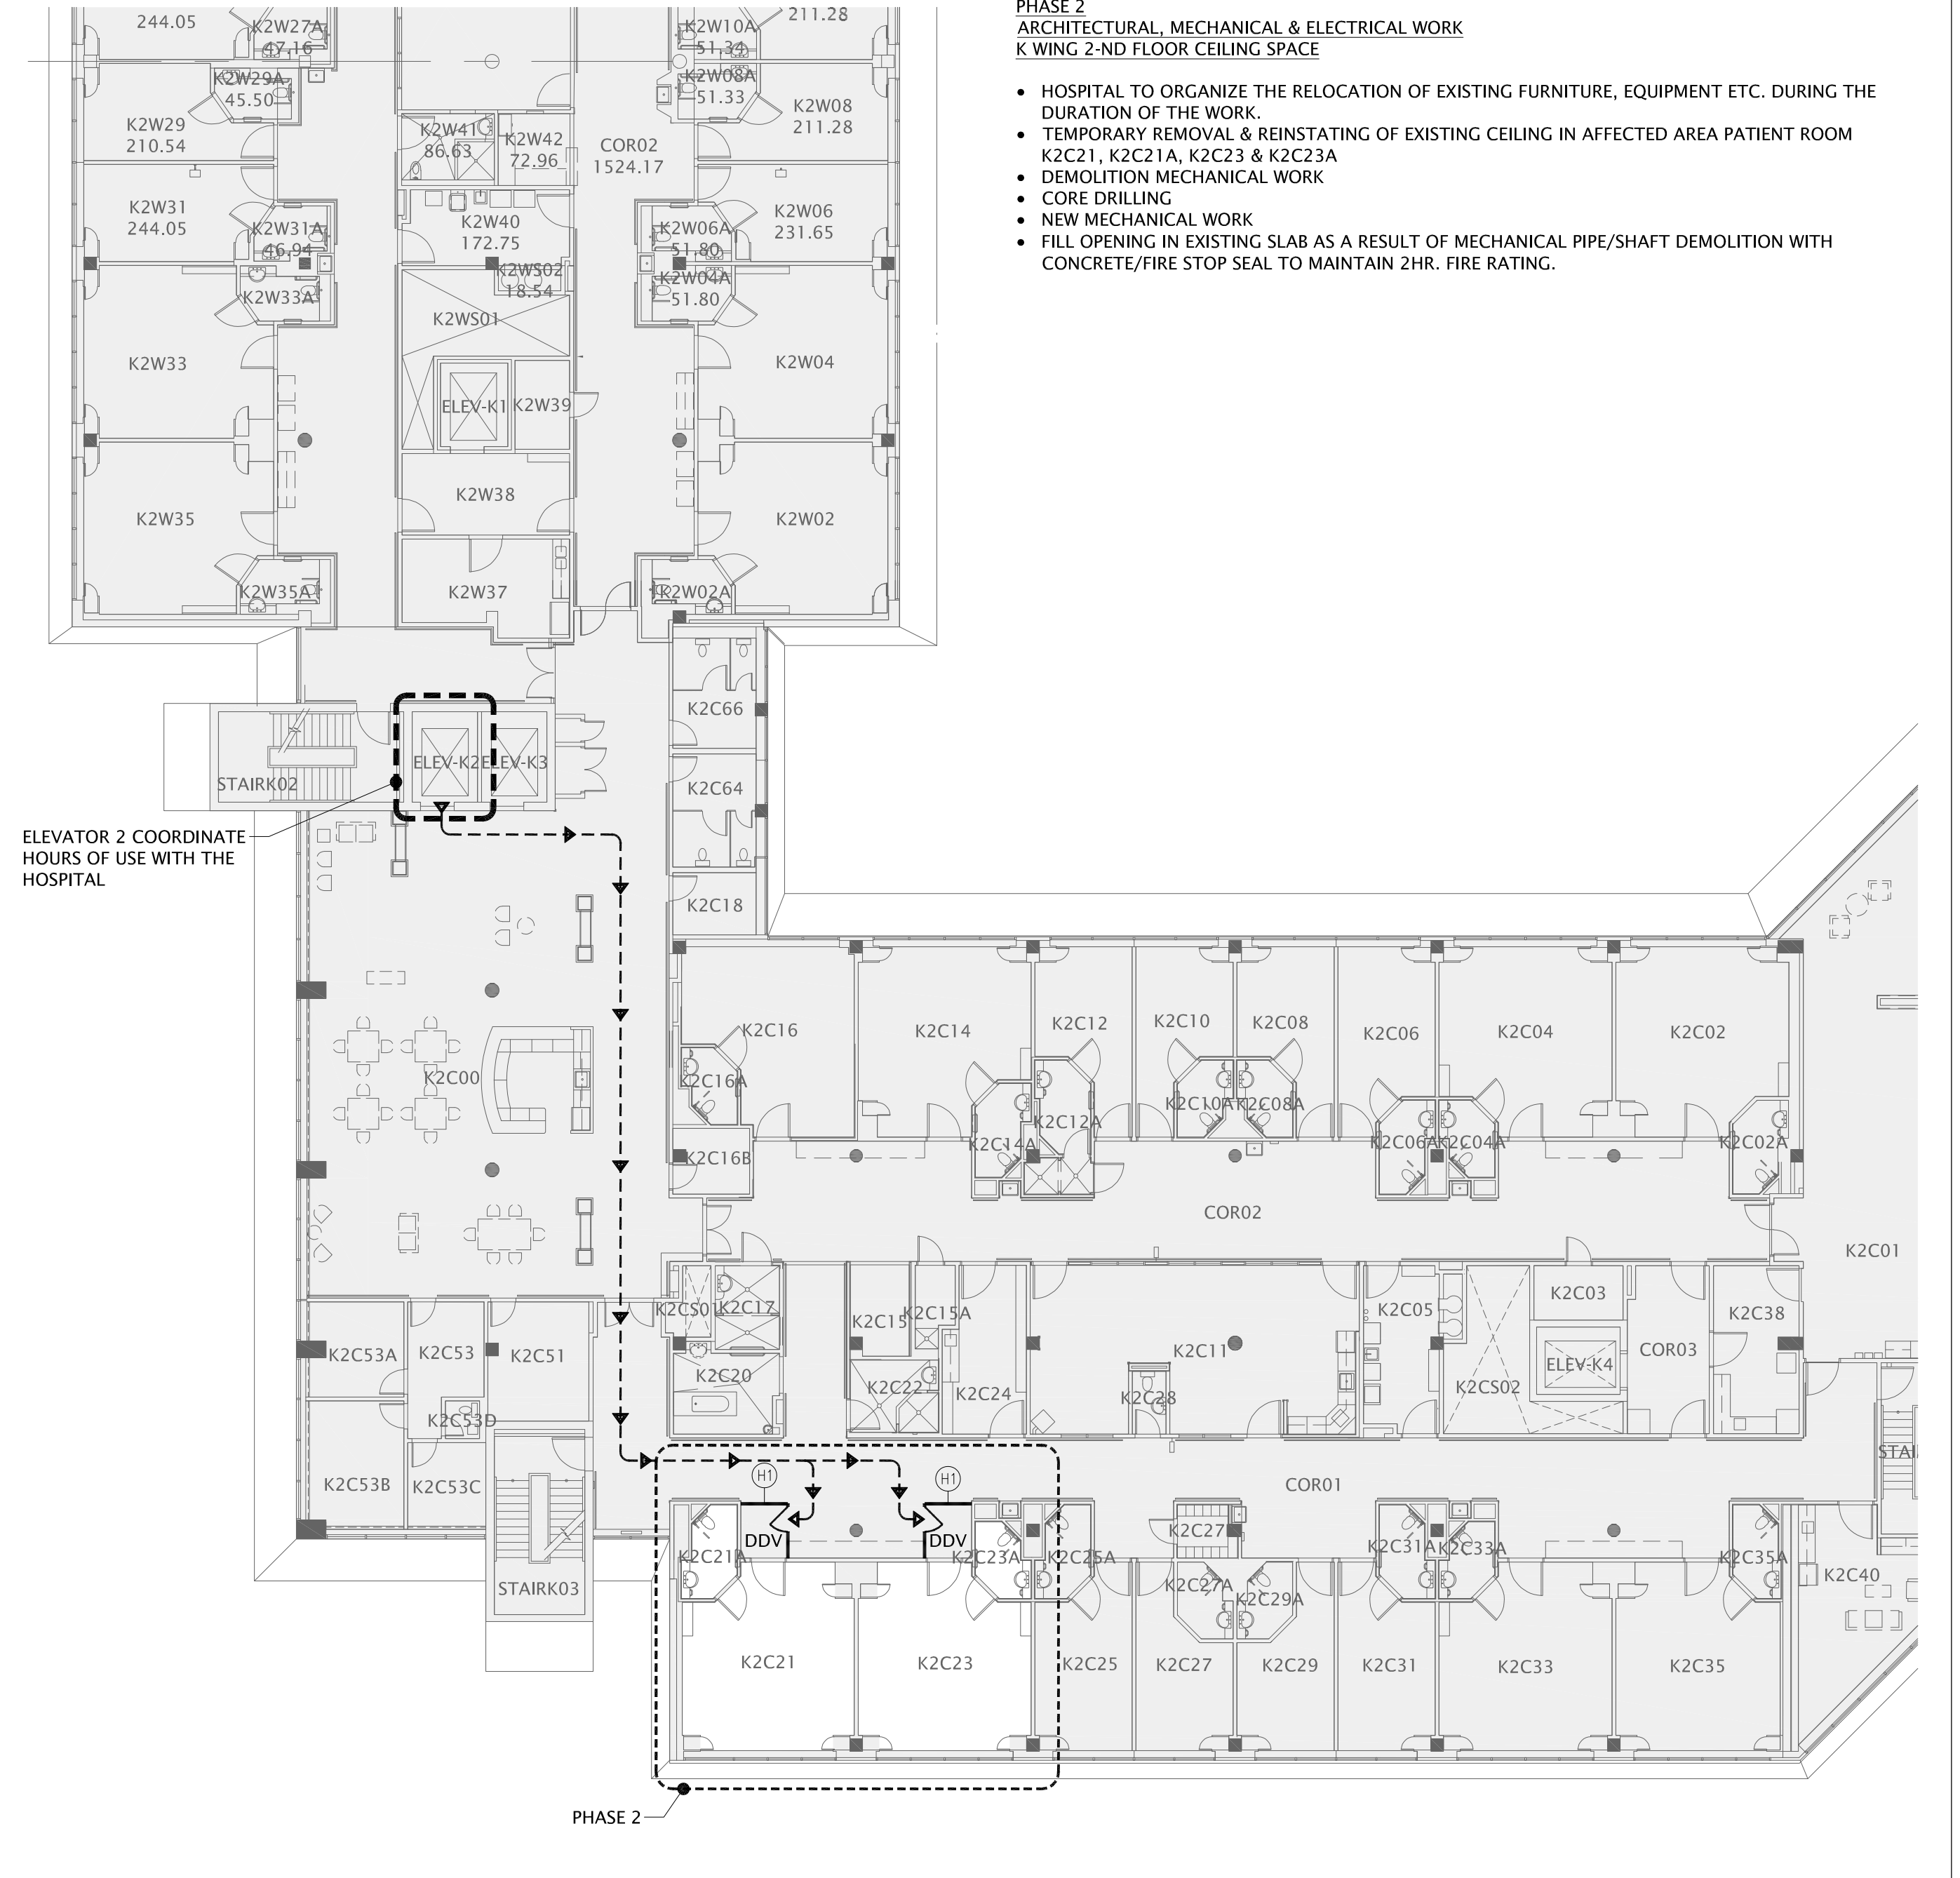 PHASE 2
ARCHITECTURAL, MECHANICAL & ELECTRICAL WORK
K WING 2-ND FLOOR CEILING SPACE
• HOSPITAL TO ORGANIZE THE RELOCATION OF EXISTING FURNITURE, EQUIPMENT ETC. DURING THE
DURATION OF THE WORK.
• TEMPORARY REMOVAL & REINSTATING OF EXISTING CEILING IN AFFECTED AREA PATIENT ROOM
K2C21, K2C21A, K2C23 & K2C23A
• DEMOLITION MECHANICAL WORK
• CORE DRILLING
• NEW MECHANICAL WORK
• FILL OPENING IN EXISTING SLAB AS A RESULT OF MECHANICAL PIPE/SHAFT DEMOLITION WITH
CONCRETE/FIRE STOP SEAL TO MAINTAIN 2HR. FIRE RATING.
244.05
K2W27A
47.16
K2W10A
51.34
211.28
K2W29A
45.50
K2W08A
51.33
K2W08
211.28
K2W29
210.54
K2W41
86.63
K2W42
72.96
COR02
1524.17
K2W31
244.05
K2W31A
46.94
K2W40
172.75
K2W06A
51.80
K2W06
231.65
K2WS02
18.54
K2W04A
51.80
K2W33A
K2WS01
K2W33
K2W04
ELEV-K1
K2W39
K2W38
K2W35
K2W02
K2W35A
K2W37
K2W02A
K2C66
STAIRK02
ELEV-K2
ELEV-K3
K2C64
ELEVATOR 2 COORDINATE
HOURS OF USE WITH THE
HOSPITAL
K2C18
K2C16
K2C14
K2C12
K2C10
K2C08
K2C06
K2C04
K2C02
K2C00
K2C16A
K2C10A
K2C08A
K2C12A
K2C14A
K2C06A
K2C04A
K2C02A
K2C16B
COR02
K2C01
K2CS01
K2C17
K2C15
K2C15A
K2C05
K2C03
K2C38
K2C53A
K2C53
K2C51
K2C11
COR03
ELEV-K4
K2C20
K2C22
K2C24
K2C28
K2CS02
K2C53D
STAI
K2C53B
K2C53C
H1
H1
COR01
DDV
DDV
K2C27
K2C21A
K2C23A
K2C25A
K2C31A
K2C33A
K2C35A
STAIRK03
K2C27A
K2C29A
K2C40
K2C21
K2C23
K2C25
K2C27
K2C29
K2C31
K2C33
K2C35
PHASE 2